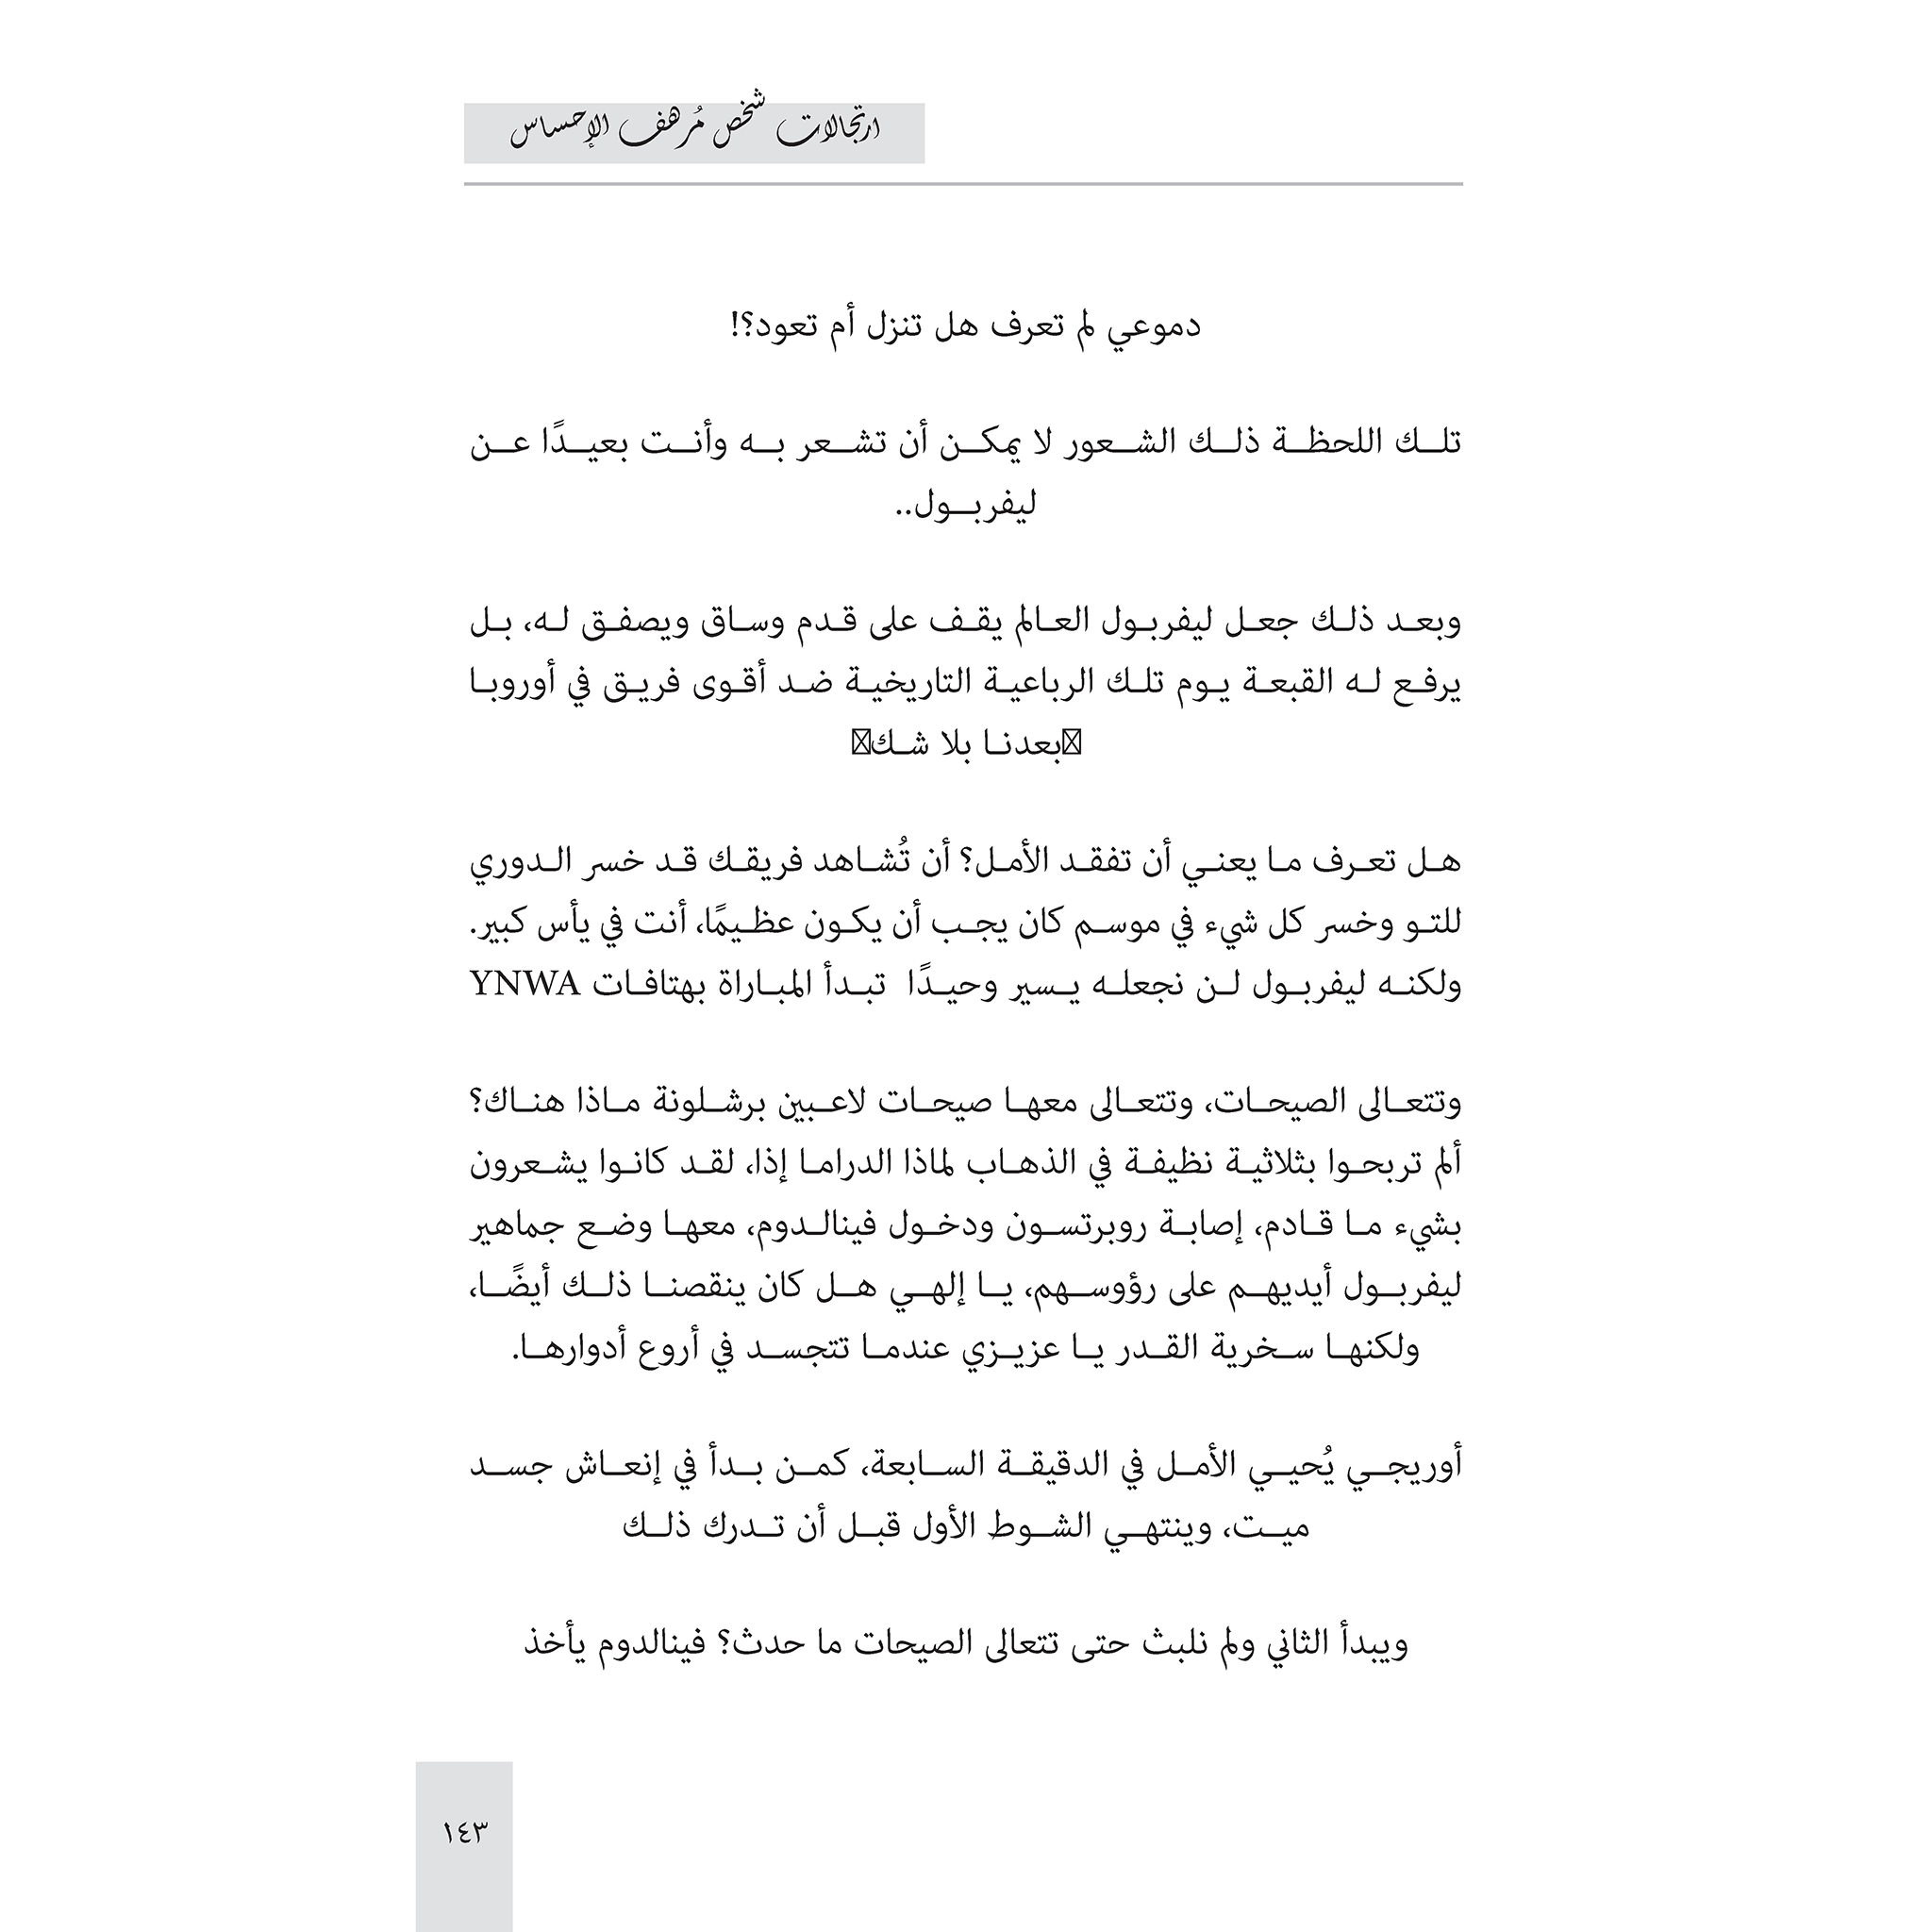 ارتجالات شخص مُرهف الإحساس
دموعي لم تعرف هل تنزل أم تعود؟!
تلك اللحظة ذلك الشعور لا يمكن أن تشعر به وأنت بعيدًا عن
ليفربول..
وبعد ذلك جعل ليفربول العالم يقف على قدم وساق ويصفق له، بل
يرفع له القبعة يوم تلك الرباعية التاريخية ضد أقوى فريق في أوروبا
بعدنا بلا شك
هل تعرف ما يعني أن تفقد الأمل؟ أن تُشاهد فريقك قد خسر الدوري
للتو وخسر كل شيء في موسم كان يجب أن يكون عظيمًا، أنت في يأس كبير.
ولكنه ليفربول لن نجعله يسير وحيدًا تبدأ المباراة بهتافات YNWA
وتتعالى الصيحات، وتتعالى معها صيحات لاعبين برشلونة ماذا هناك؟
ألم تربحوا بثلاثية نظيفة في الذهاب لماذا الدراما إذا، لقد كانوا يشعرون
بشيء ما قادم، إصابة روبرتسون ودخول فينالدوم، معها وضع جماهير
ليفربول أيديهم على رؤوسهم، يا إلهي هل كان ينقصنا ذلك أيضًا،
ولكنها سخرية القدر يا عزيزي عندما تتجسد في أروع أدوارها.
أوريجي يُحيي الأمل في الدقيقة السابعة، كمن بدأ في إنعاش جسد
ميت، وينتهي الشوط الأول قبل أن تدرك ذلك
ويبدأ الثاني ولم نلبث حتى تتعالى الصيحات ما حدث؟ فينالدوم يأخذ
١٤٣